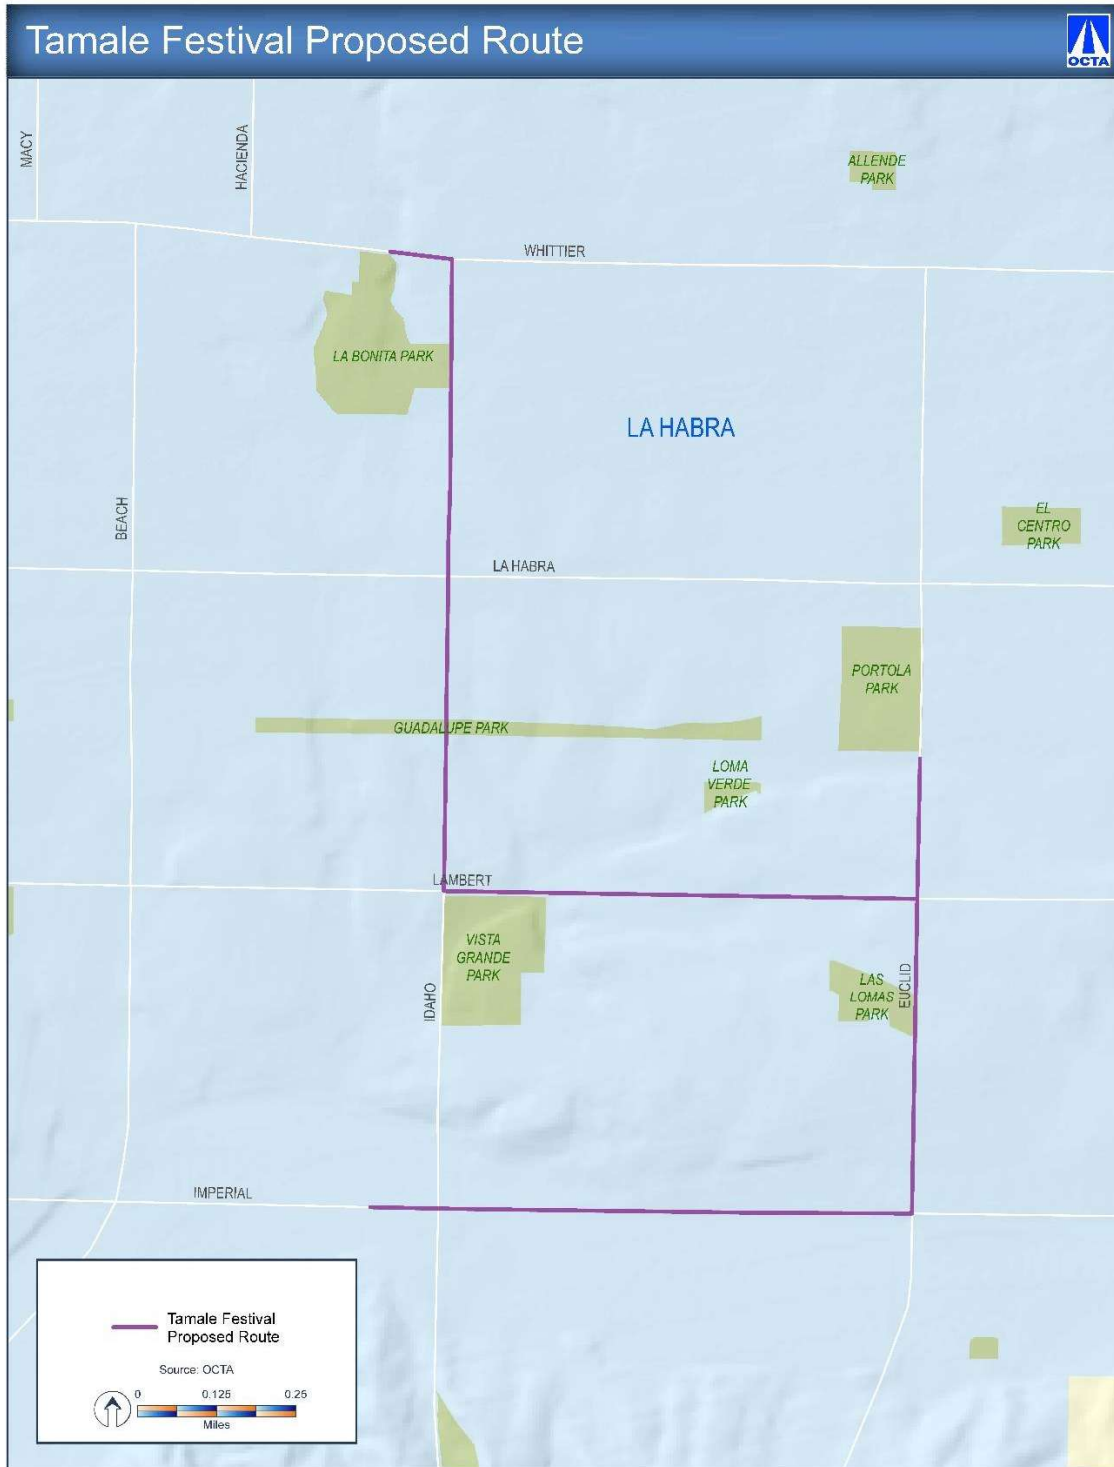 Tamale Festival Proposed Route
OCTA
MACY
HACIENDA
ALLENDE
PARK
WHITTIER
LA BONITA PARK
LA HABRA
BEACH
EL
CENTRO
PARK
LA HABRA
PORTOLA
PARK
GUADALUPE PARK
LOMA
VERDE
PARK
LAMBERT
VISTA
GRANDE
PARK
IDAHO
LAS
LOMAS
PARK
EUCLID
IMPERIAL
Tamale Festival
Proposed Route
Source: OCTA
0 0.125 0.25
Miles